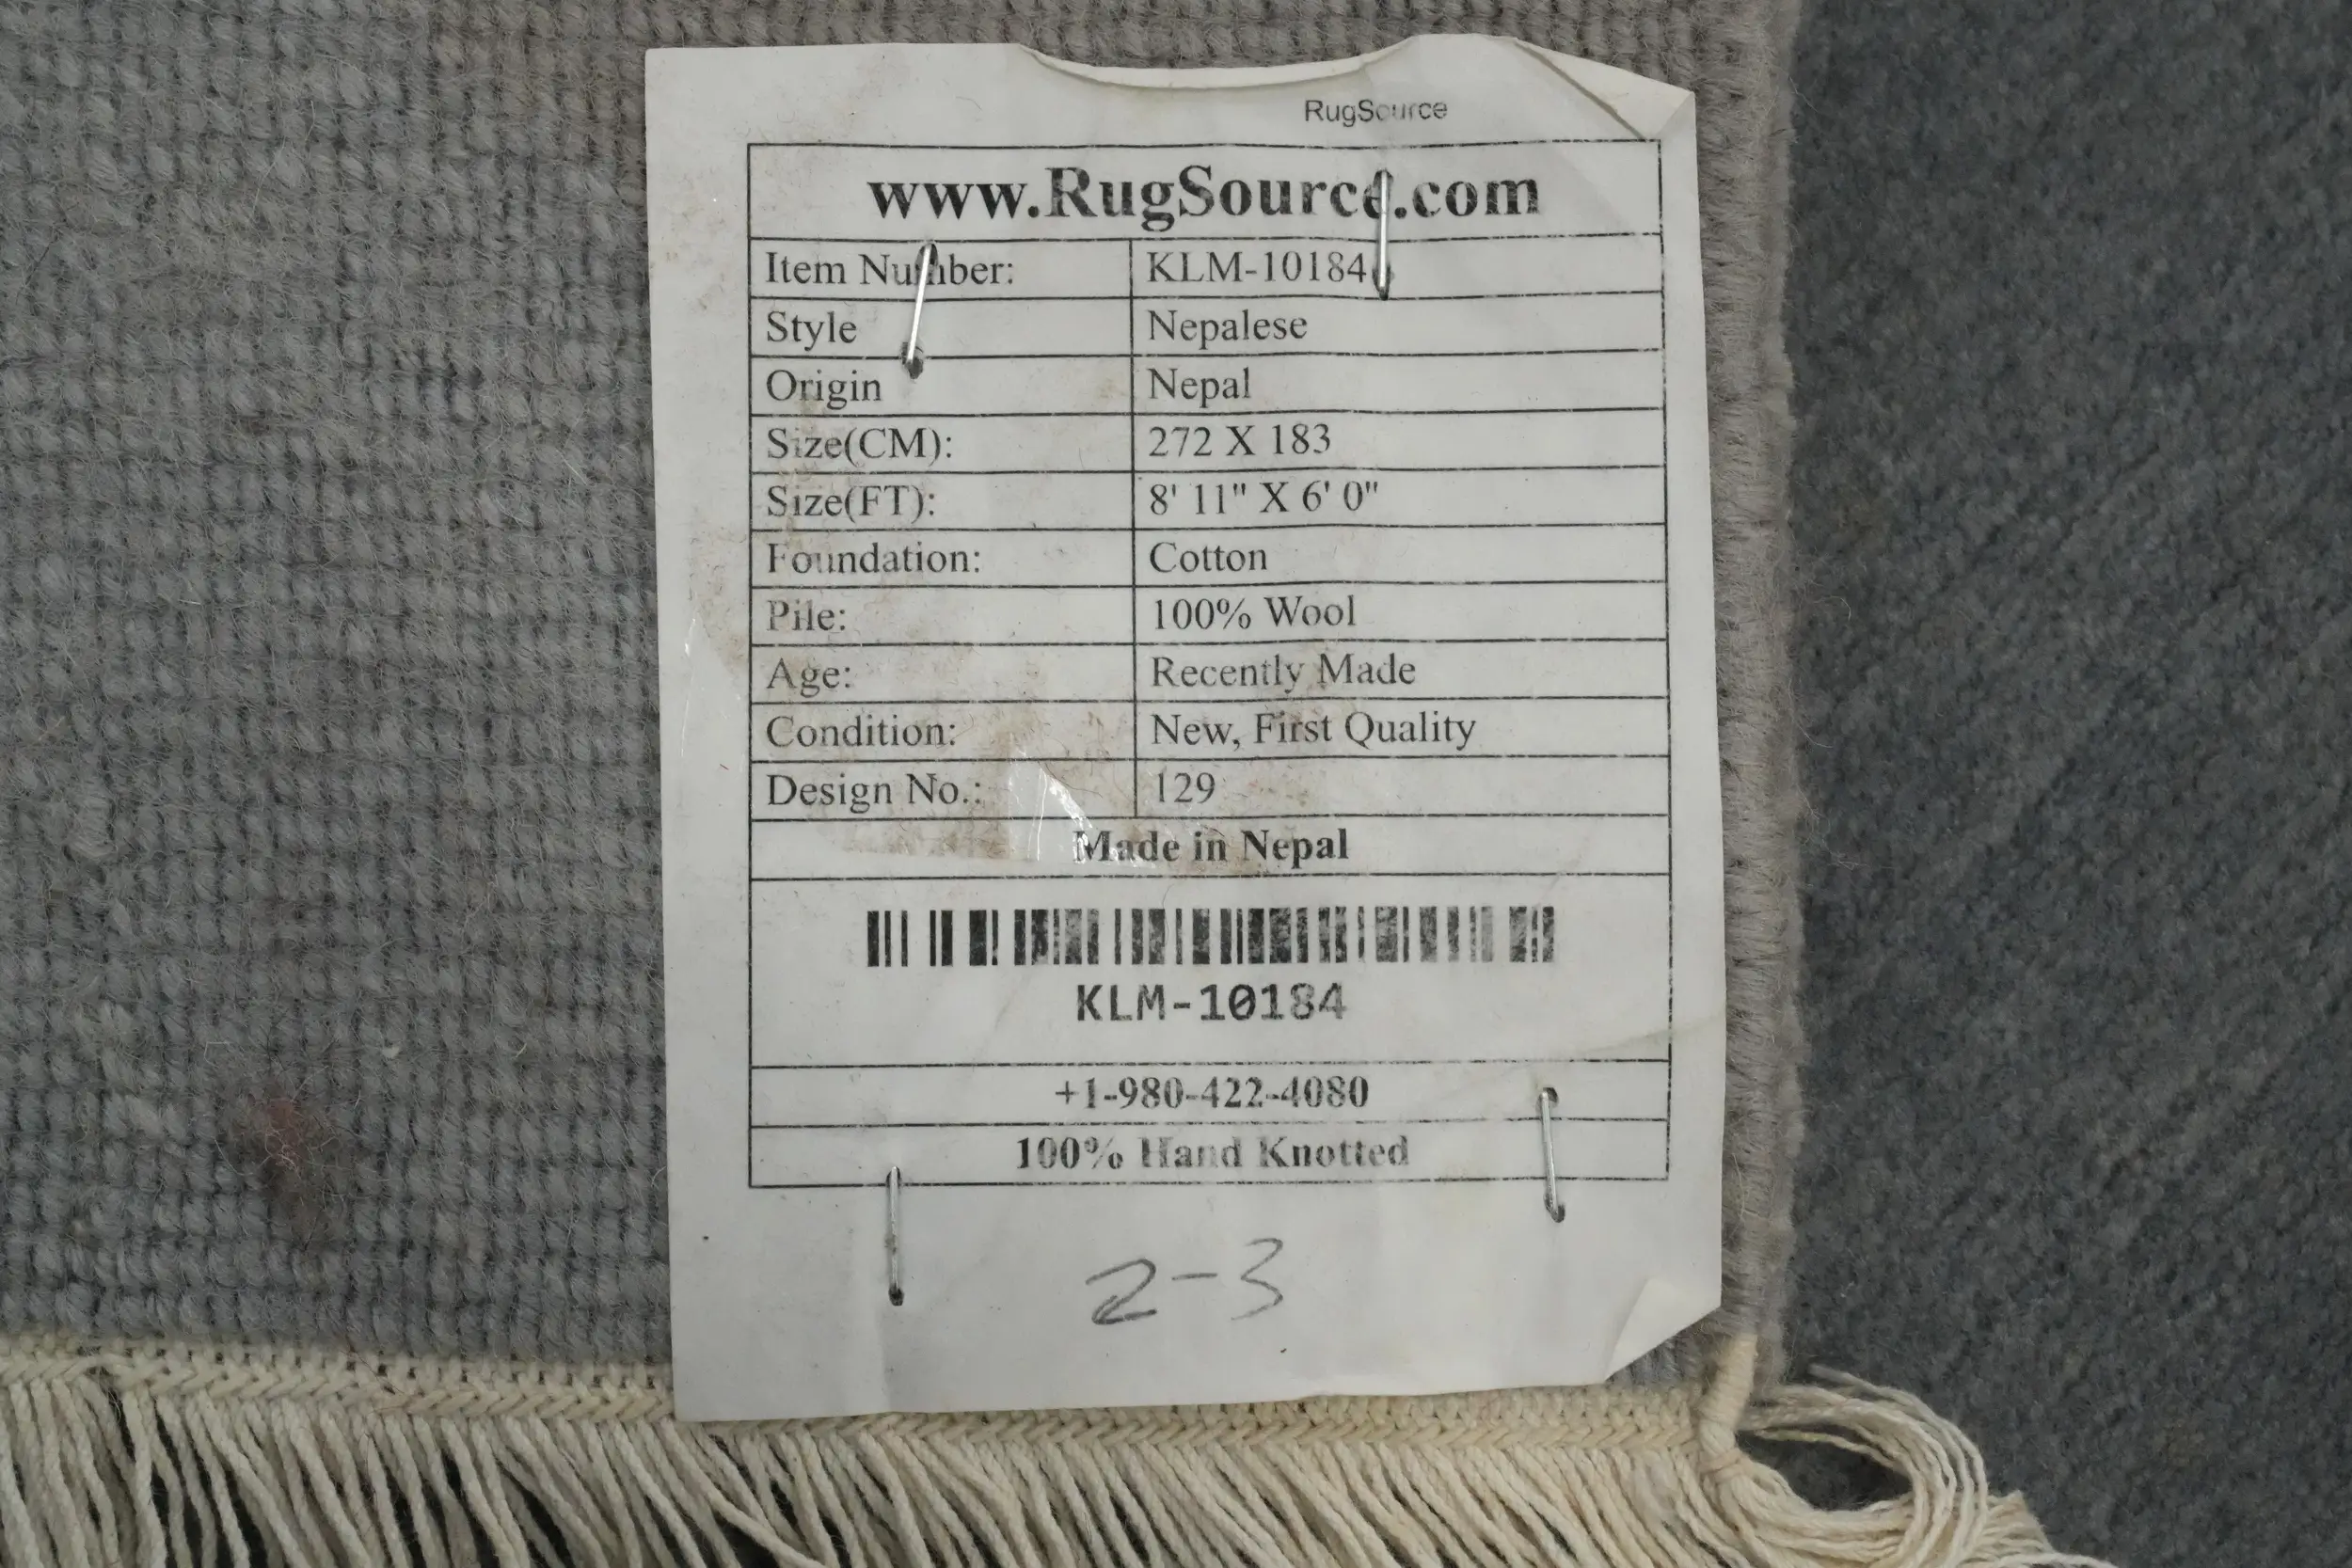 RugSource
www.RugSource.com
Item Number: KLM-10184
Style Nepalese
Origin Nepal
Size(CM): 272 X 183
Size(FT): 8' 11" X 6' 0"
Foundation: Cotton
Pile: 100% Wool
Age: Recently Made
Condition: New, First Quality
Design No.: 129
Made in Nepal
KLM-10184
+1-980-422-4080
100% Hand Knotted
2-3